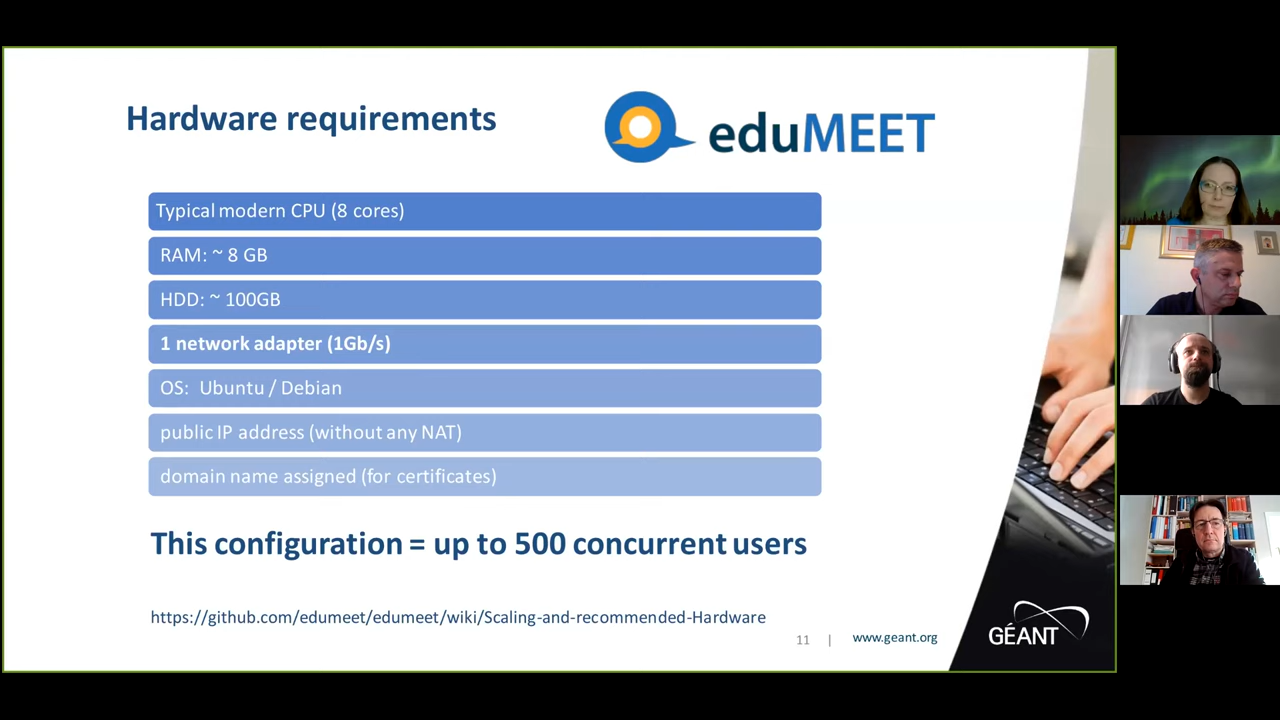 Hardware requirements
eduMEET
Typical modern CPU (8 cores)
RAM: ~ 8 GB
HDD: ~ 100GB
1 network adapter (1Gb/s)
OS: Ubuntu / Debian
public IP address (without any NAT)
domain name assigned (for certificates)
This configuration = up to 500 concurrent users
https://github.com/edumeet/edumeet/wiki/Scaling-and-recommended-Hardware
11 | www.geant.org
GÉANT